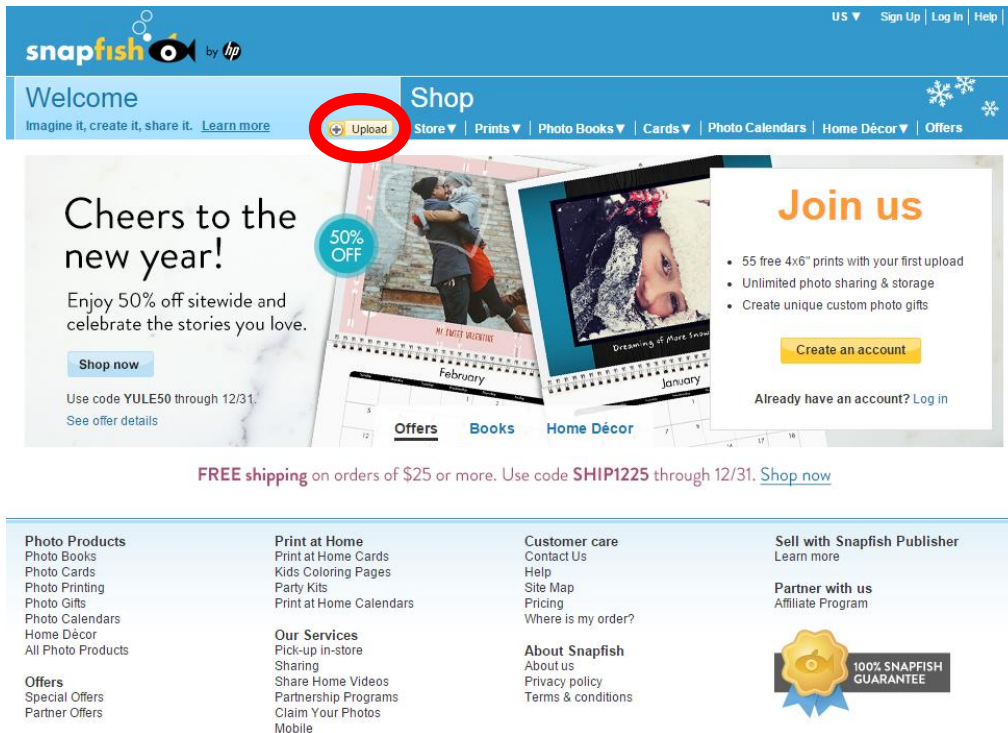 US ▼ Sign Up | Log In | Help |
snapfish by hp
Welcome
Imagine it, create it, share it. Learn more
Upload
Shop
Store ▼ | Prints ▼ | Photo Books ▼ | Cards ▼ | Photo Calendars | Home Décor ▼ | Offers
Cheers to the
new year!
Enjoy 50% off sitewide and
celebrate the stories you love.
Shop now
Use code YULE50 through 12/31.
See offer details
50%
OFF
MY SWEET VALENTINE
February
Dreaming of More Snow
January
Offers Books Home Décor
Join us
• 55 free 4x6" prints with your first upload
• Unlimited photo sharing & storage
• Create unique custom photo gifts
Create an account
Already have an account? Log in
FREE shipping on orders of $25 or more. Use code SHIP1225 through 12/31. Shop now
Photo Products
Photo Books
Photo Cards
Photo Printing
Photo Gifts
Photo Calendars
Home Décor
All Photo Products
Offers
Special Offers
Partner Offers
Print at Home
Print at Home Cards
Kids Coloring Pages
Party Kits
Print at Home Calendars
Our Services
Pick-up in-store
Sharing
Share Home Videos
Partnership Programs
Claim Your Photos
Mobile
Customer care
Contact Us
Help
Site Map
Pricing
Where is my order?
About Snapfish
About us
Privacy policy
Terms & conditions
Sell with Snapfish Publisher
Learn more
Partner with us
Affiliate Program
100% SNAPFISH
GUARANTEE